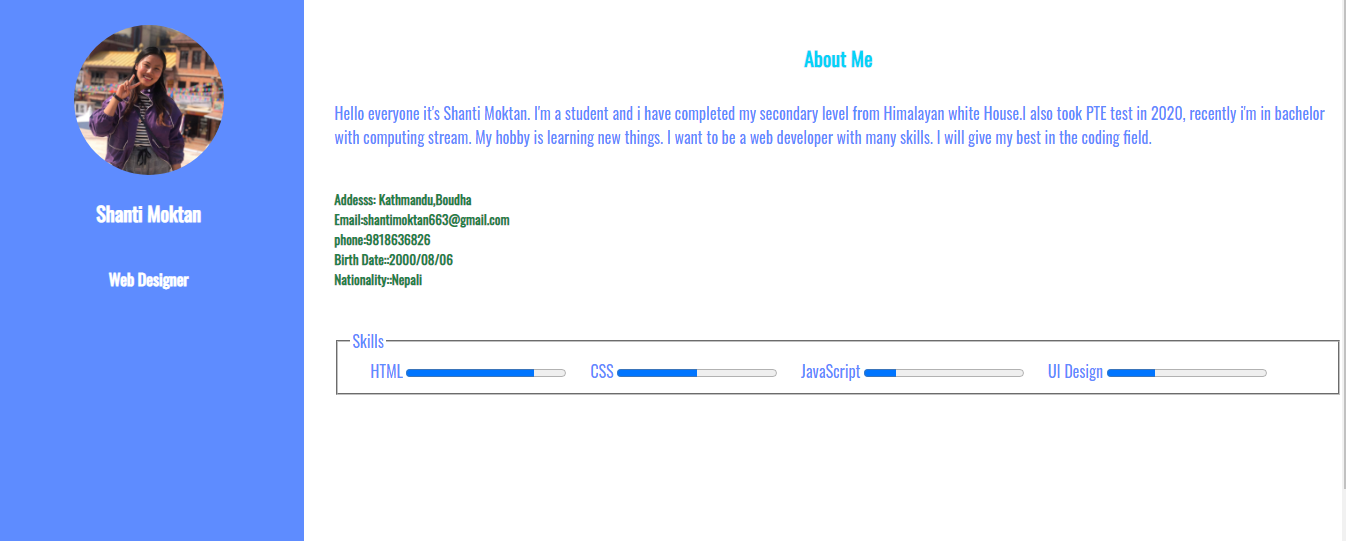 Shanti Moktan
Web Designer
About Me
Hello everyone it's Shanti Moktan. I'm a student and i have completed my secondary level from Himalayan white House.I also took PTE test in 2020, recently i'm in bachelor
with computing stream. My hobby is learning new things. I want to be a web developer with many skills. I will give my best in the coding field.
Addesss: Kathmandu,Boudha
Email:shantimoktan663@gmail.com
phone:9818636826
Birth Date::2000/08/06
Nationality::Nepali
Skills
HTML CSS JavaScript UI Design